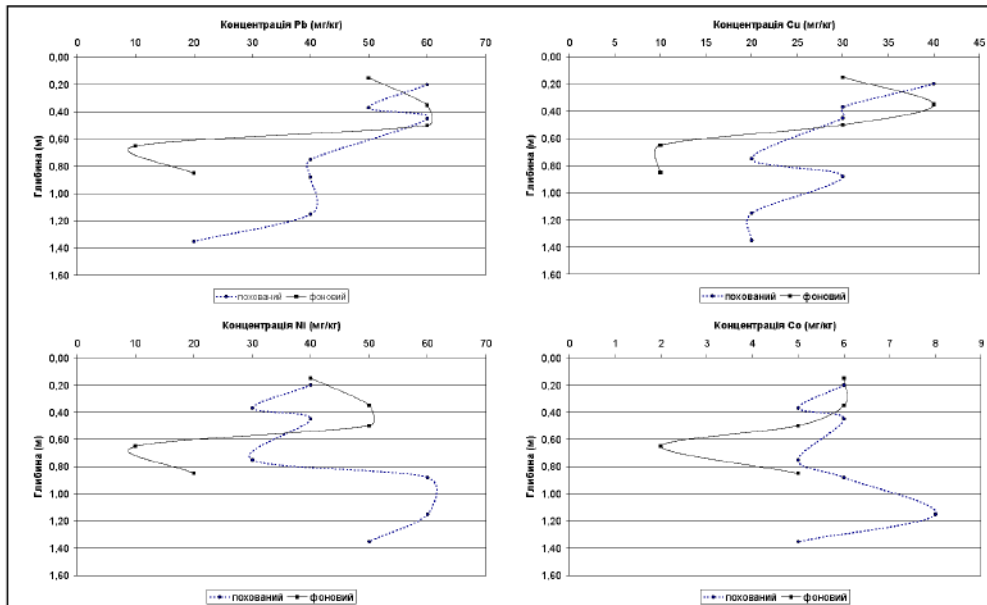 Концентрація Pb (мг/кг)
0 10 20 30 40 50 60 70
0,00
0,20
0,40
0,60
0,80
1,00
1,20
1,40
1,60
Глибина (м)
похований фоновий
Концентрація Cu (мг/кг)
0 5 10 15 20 25 30 35 40 45
0,00
0,20
0,40
0,60
0,80
1,00
1,20
1,40
1,60
Глибина (м)
похований фоновий
Концентрація Ni (мг/кг)
0 10 20 30 40 50 60 70
0,00
0,20
0,40
0,60
0,80
1,00
1,20
1,40
1,60
Глибина (м)
похований фоновий
Концентрація Co (мг/кг)
0 1 2 3 4 5 6 7 8 9
0,00
0,20
0,40
0,60
0,80
1,00
1,20
1,40
1,60
Глибина (м)
похований фоновий